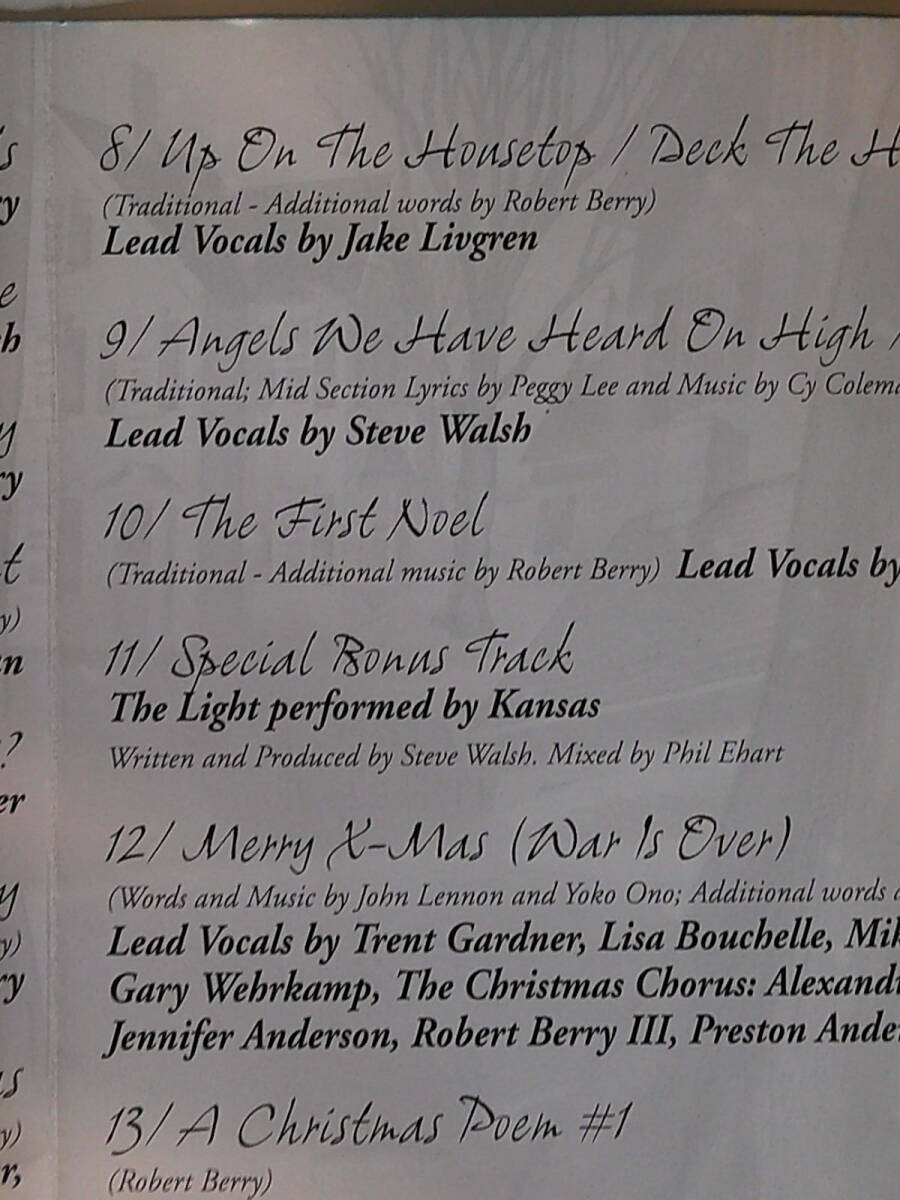 8/ Up On The Housetop / Deck The H
(Traditional - Additional words by Robert Berry)
Lead Vocals by Jake Livgren
9/ Angels We Have Heard On High /
(Traditional; Mid Section Lyrics by Peggy Lee and Music by Cy Colema
Lead Vocals by Steve Walsh
10/ The First Noel
(Traditional - Additional music by Robert Berry) Lead Vocals by
11/ Special Bonus Track
The Light performed by Kansas
Written and Produced by Steve Walsh. Mixed by Phil Ehart
12/ Merry X-Mas (War Is Over)
(Words and Music by John Lennon and Yoko Ono; Additional words a
Lead Vocals by Trent Gardner, Lisa Bouchelle, Mik
Gary Wehrkamp, The Christmas Chorus: Alexandr
Jennifer Anderson, Robert Berry III, Preston Ander
13/ A Christmas Poem #1
(Robert Berry)